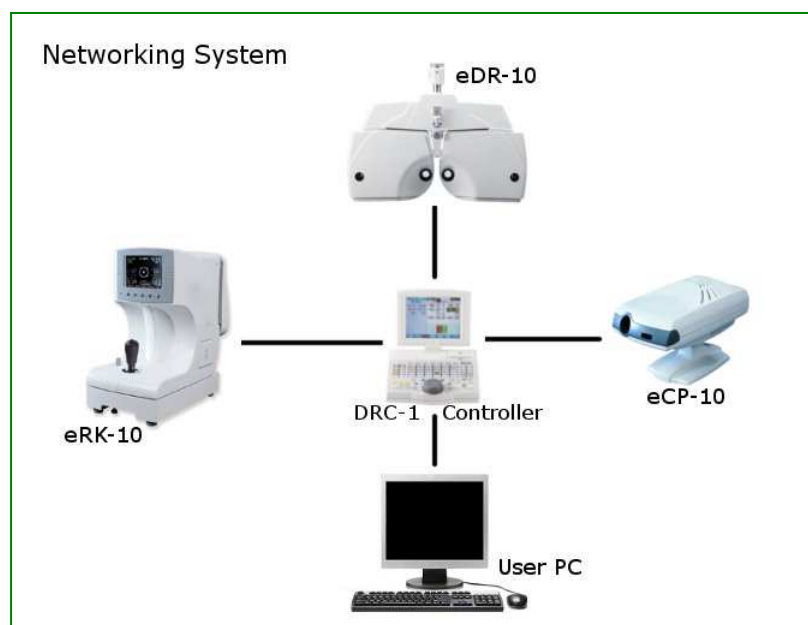 Networking System
eDR-10
eCP-10
DRC-1 Controller
eRK-10
User PC